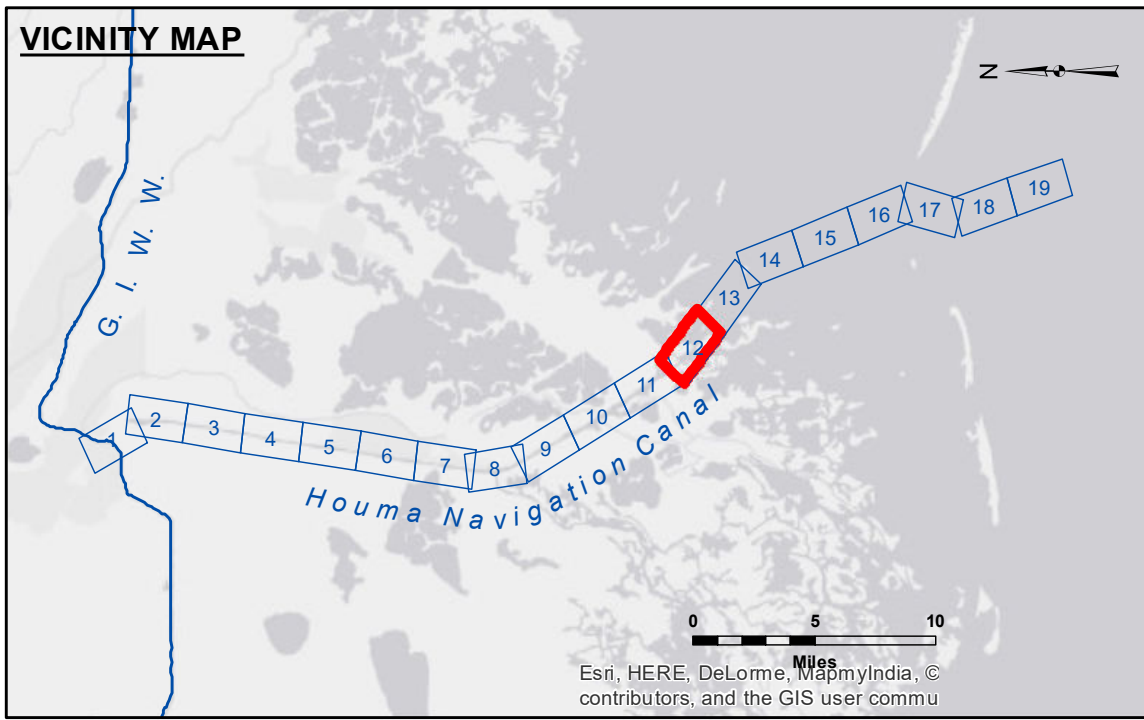 VICINITY MAP
N
G. I. W. W.
1
2
3
4
5
6
7
8
9
10
11
12
13
14
15
16
17
18
19
Houma Navigation Canal
0 5 10
Miles
Esri, HERE, DeLorme, MapmyIndia, ©
contributors, and the GIS user commu